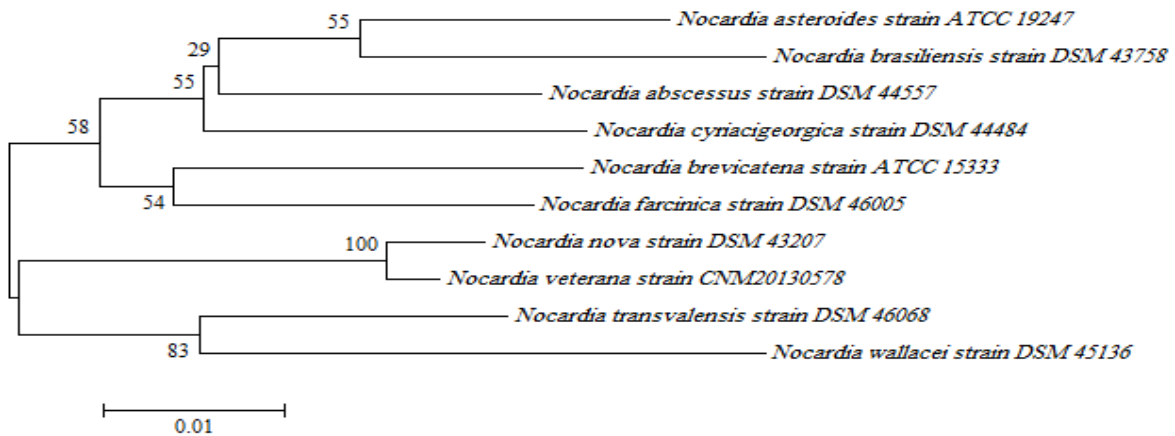 55
Nocardia asteroides strain ATCC 19247
29
Nocardia brasiliensis strain DSM 43758
55
Nocardia abscessus strain DSM 44557
58
Nocardia cyriacigeorgica strain DSM 44484
Nocardia brevicatena strain ATCC 15333
54
Nocardia farcinica strain DSM 46005
100
Nocardia nova strain DSM 43207
Nocardia veterana strain CNM20130578
Nocardia transvalensis strain DSM 46068
83
Nocardia wallacei strain DSM 45136
0.01